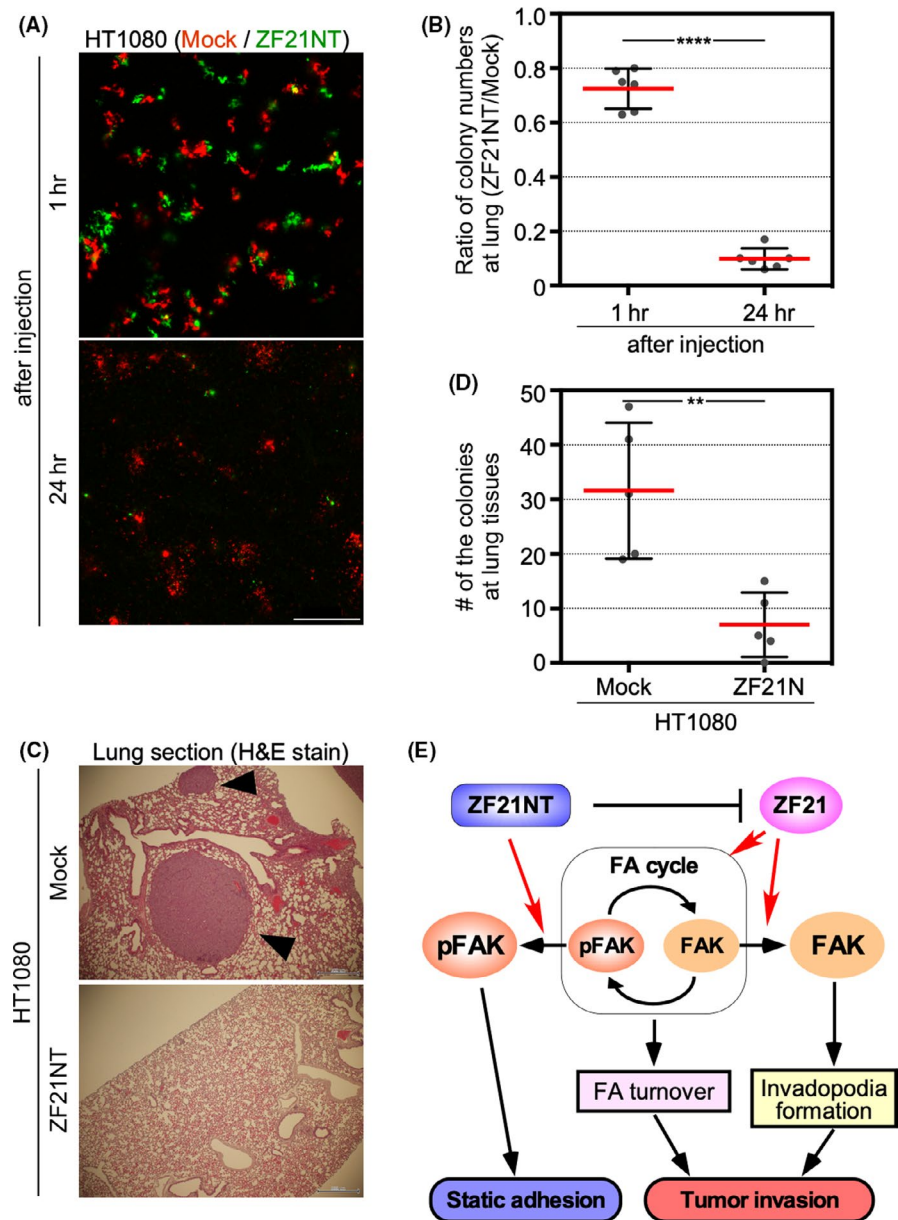 (A)
HT1080 (Mock / ZF21NT)
1 hr
24 hr
after injection
(B)
****
Ratio of colony numbers
at lung (ZF21NT/Mock)
1.0
0.8
0.6
0.4
0.2
0
1 hr
24 hr
after injection
(D)
**
# of the colonies
at lung tissues
50
40
30
20
10
0
Mock
ZF21N
HT1080
(C)
Lung section (H&E stain)
Mock
ZF21NT
HT1080
(E)
ZF21NT
ZF21
FA cycle
pFAK
pFAK
FAK
FAK
FA turnover
Invadopodia
formation
Static adhesion
Tumor invasion